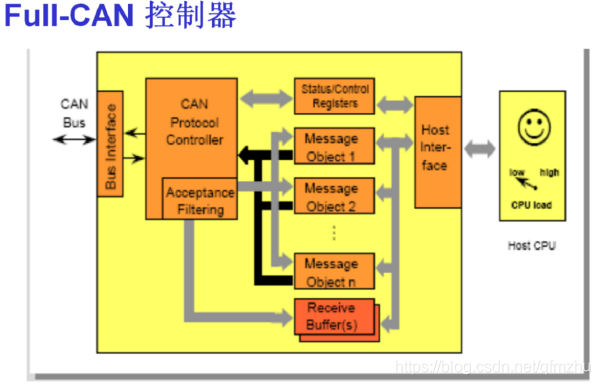 Full-CAN 控制器
CAN
Bus
Bus Interface
CAN
Protocol
Controller
Acceptance
Filtering
Status/Control
Registers
Message
Object 1
Message
Object 2
Message
Object n
Receive
Buffer(s)
Host
Inter-
face
low high
CPU load
Host CPU
https://blog.csdn.net/qfmzhu